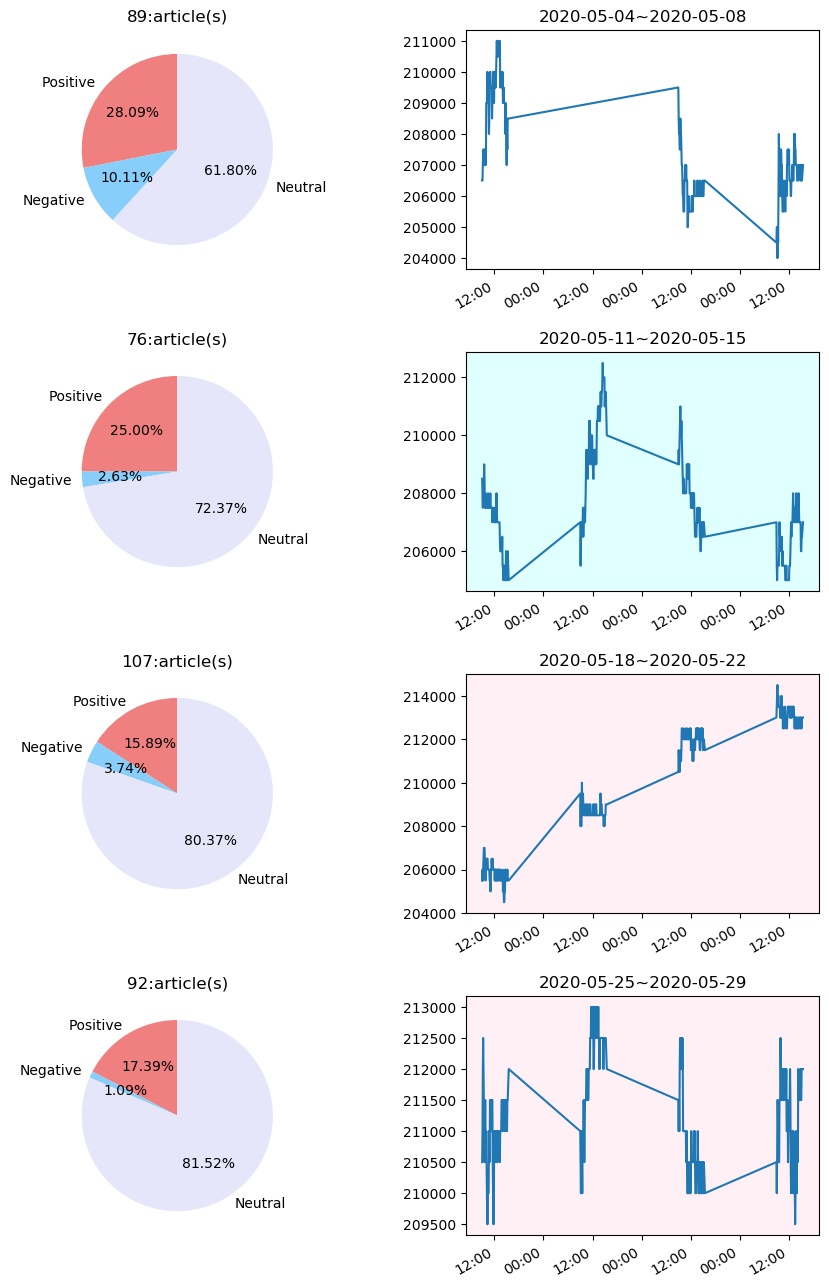 89:article(s)
Positive
28.09%
Negative
10.11%
61.80%
Neutral
2020-05-04~2020-05-08
211000
210000
209000
208000
207000
206000
205000
204000
12:00 00:00 12:00 00:00 12:00 00:00 12:00
76:article(s)
Positive
25.00%
Negative
2.63%
72.37%
Neutral
2020-05-11~2020-05-15
212000
210000
208000
206000
12:00 00:00 12:00 00:00 12:00 00:00 12:00
107:article(s)
Positive
15.89%
Negative
3.74%
80.37%
Neutral
2020-05-18~2020-05-22
214000
212000
210000
208000
206000
204000
12:00 00:00 12:00 00:00 12:00 00:00 12:00
92:article(s)
Positive
17.39%
Negative
1.09%
81.52%
Neutral
2020-05-25~2020-05-29
213000
212500
212000
211500
211000
210500
210000
209500
12:00 00:00 12:00 00:00 12:00 00:00 12:00